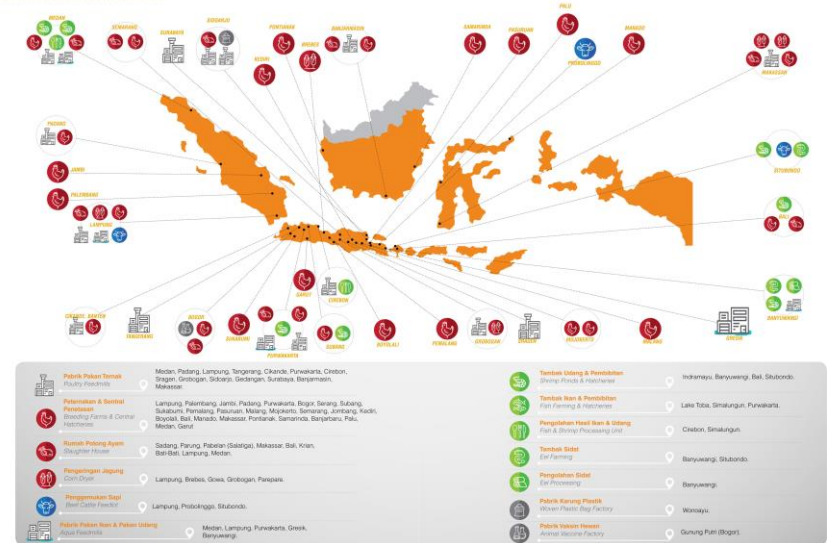 MEDAN
SEMARANG
SURABAYA
SIDOARJO
PONTIANAK
BREBES
KEDIRI
BANJARMASIN
SAMARINDA
PASURUAN
PALU
PROBOLINGGO
MANADO
MAKASSAR
PADANG
JAMBI
PALEMBANG
LAMPUNG
SITUBONDO
BALI
BANYUWANGI
CIKANDE, BANTEN
TANGERANG
BOGOR
SUKABUMI
PURWAKARTA
GARUT
CIREBON
SUBANG
BOYOLALI
PEMALANG
GROBOGAN
SRAGEN
MOJOKERTO
MALANG
GRESIK
Pabrik Pakan Ternak
Poultry Feedmills
Medan, Padang, Lampung, Tangerang, Cikande, Purwakarta, Cirebon,
Sragen, Grobogan, Sidoarjo, Gedangan, Surabaya, Banjarmasin,
Makassar.
Peternakan & Sentral
Penetasan
Breeding Farms & Central
Hatcheries
Lampung, Palembang, Jambi, Padang, Purwakarta, Bogor, Serang, Subang,
Sukabumi, Pemalang, Pasuruan, Malang, Mojokerto, Semarang, Jombang, Kediri,
Boyolali, Bali, Manado, Makassar, Pontianak, Samarinda, Banjarbaru, Palu,
Medan, Garut
Rumah Potong Ayam
Slaughter House
Sadang, Parung, Pabelan (Salatiga), Makassar, Bali, Krian,
Bati-Bati, Lampung, Medan.
Pengeringan Jagung
Corn Dryer
Lampung, Brebes, Gowa, Grobogan, Parepare.
Penggemukan Sapi
Beef Cattle Feedlot
Lampung, Probolinggo, Situbondo.
Pabrik Pakan Ikan & Pakan Udang
Aqua Feedmills
Medan, Lampung, Purwakarta, Gresik,
Banyuwangi.
Tambak Udang & Pembibitan
Shrimp Ponds & Hatcheries
Indramayu, Banyuwangi, Bali, Situbondo.
Tambak Ikan & Pembibitan
Fish Farming & Hatcheries
Lake Toba, Simalungun, Purwakarta.
Pengolahan Hasil Ikan & Udang
Fish & Shrimp Processing Unit
Cirebon, Simalungun.
Tambak Sidat
Eel Farming
Banyuwangi, Situbondo.
Pengolahan Sidat
Eel Processing
Banyuwangi.
Pabrik Karung Plastik
Woven Plastic Bag Factory
Wonoayu.
Pabrik Vaksin Hewan
Animal Vaccine Factory
Gunung Putri (Bogor).